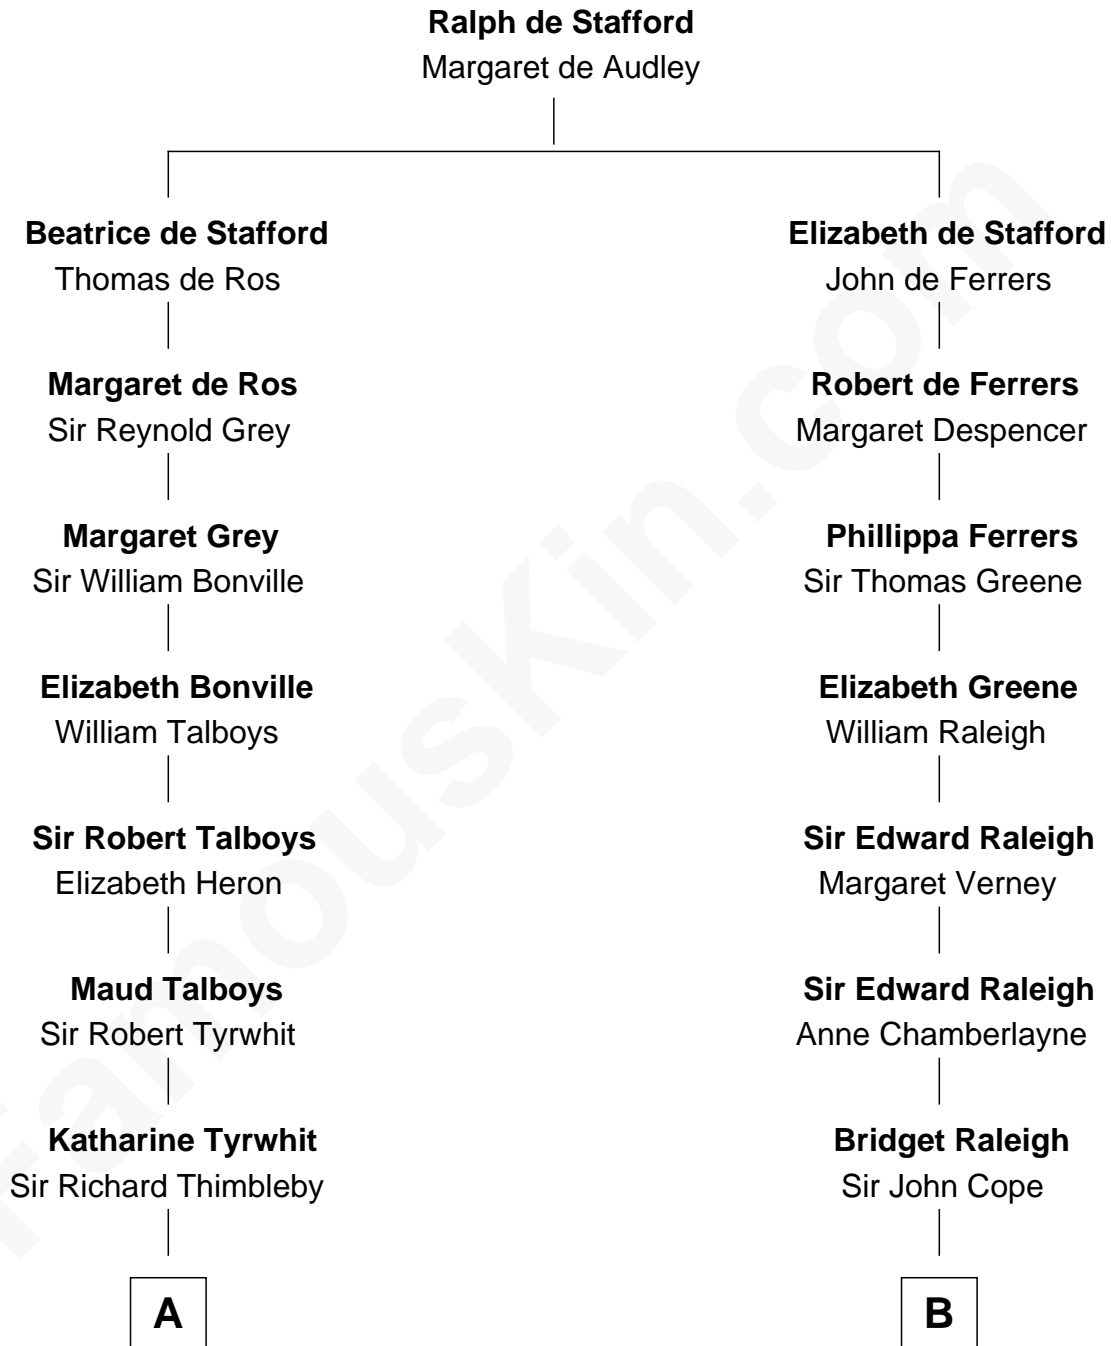 Ralph de Stafford
Margaret de Audley
Beatrice de Stafford
Thomas de Ros
Elizabeth de Stafford
John de Ferrers
Margaret de Ros
Sir Reynold Grey
Robert de Ferrers
Margaret Despencer
Margaret Grey
Sir William Bonville
Phillippa Ferrers
Sir Thomas Greene
Elizabeth Bonville
William Talboys
Elizabeth Greene
William Raleigh
Sir Robert Talboys
Elizabeth Heron
Sir Edward Raleigh
Margaret Verney
Maud Talboys
Sir Robert Tyrwhit
Sir Edward Raleigh
Anne Chamberlayne
Katharine Tyrwhit
Sir Richard Thimbleby
Bridget Raleigh
Sir John Cope
A
B
FamousKin.com